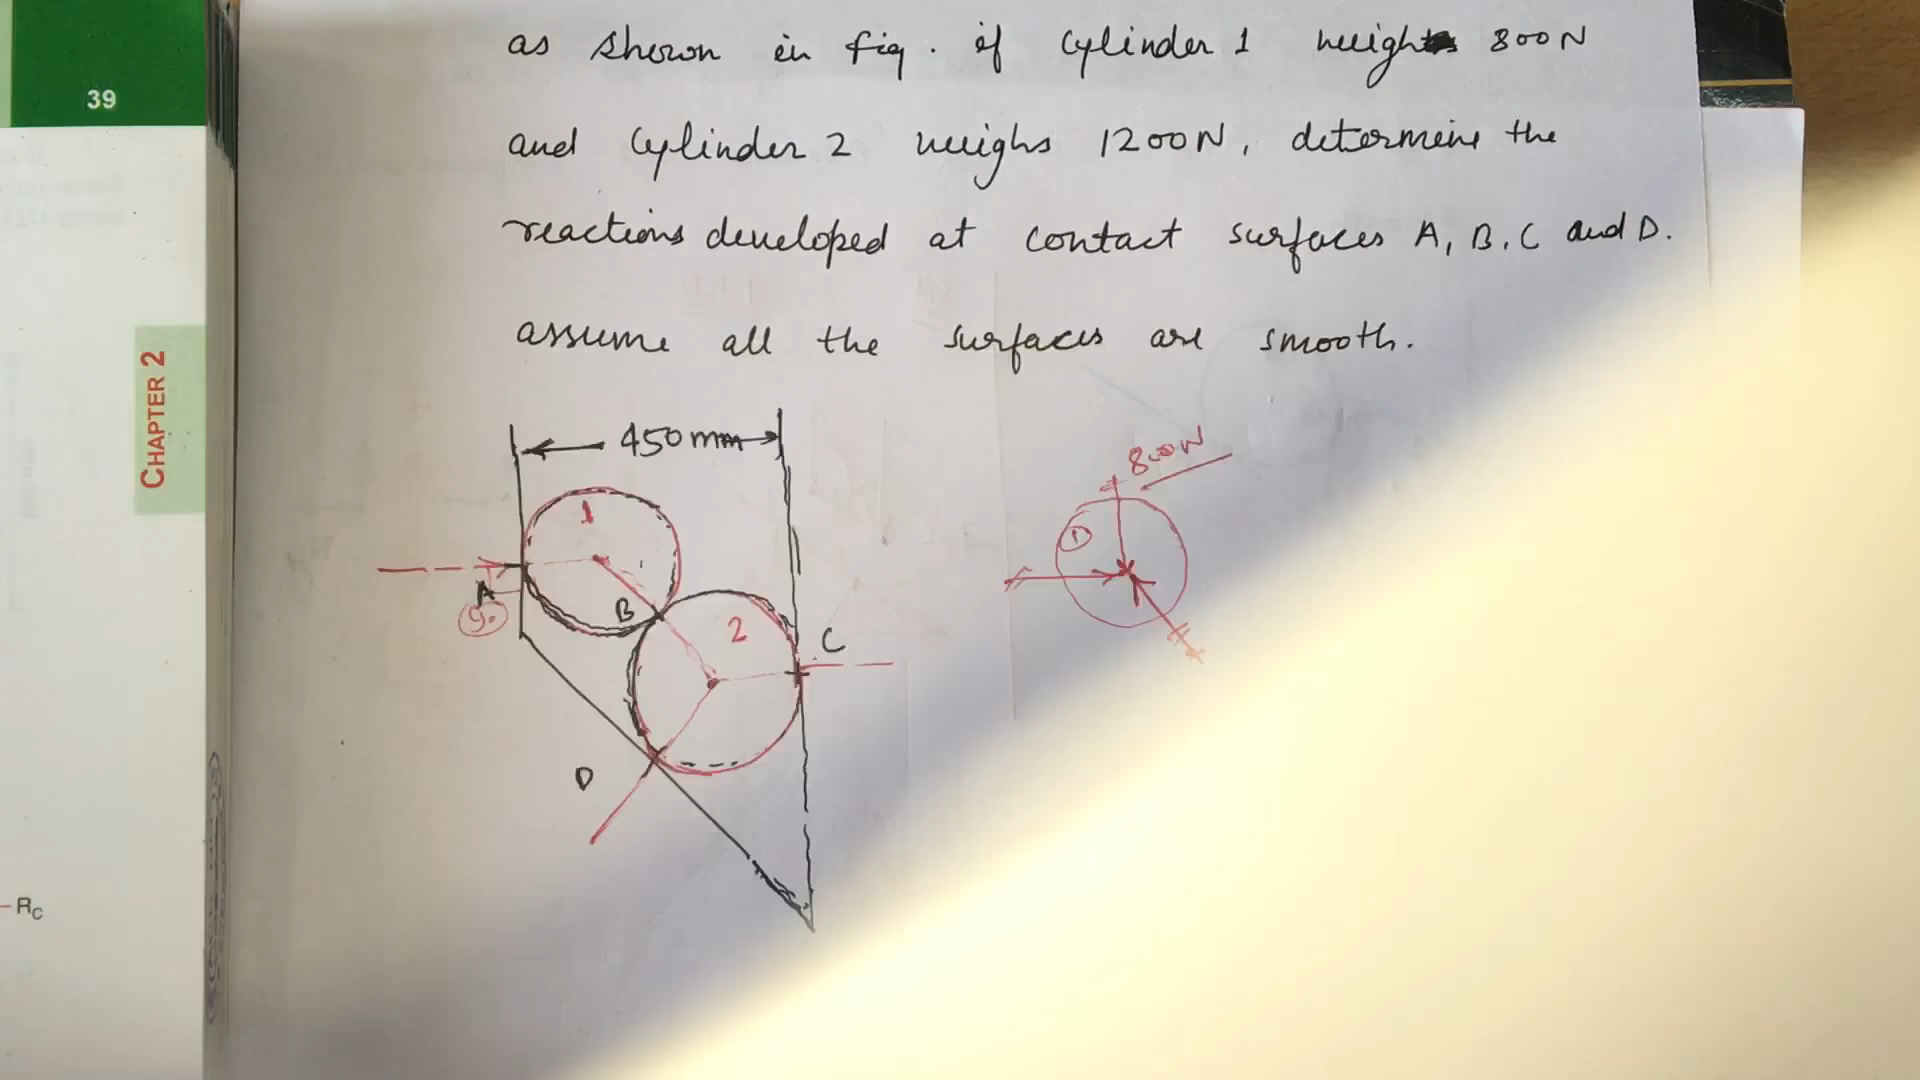 39
CHAPTER 2
RC
as shown in fig. if cylinder 1 weighs 800N
and cylinder 2 weighs 1200N, determine the
reactions developed at contact surfaces A, B, C and D.
assume all the surfaces are smooth.
450mm
800N
1
1
A
B
2
C
D